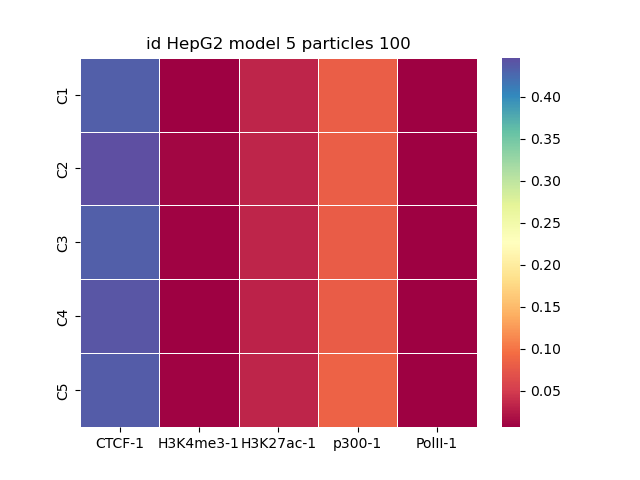 id HepG2 model 5 particles 100
C1
C2
C3
C4
C5
CTCF-1 H3K4me3-1 H3K27ac-1 p300-1 PolII-1
0.40
0.35
0.30
0.25
0.20
0.15
0.10
0.05